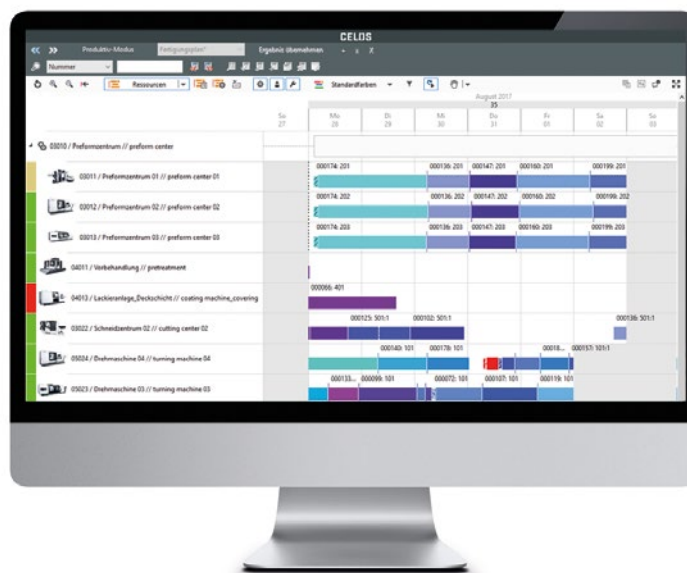 CELOS
Produktiv-Modus Fertigungsplan* Ergebnis übernehmen
Nummer
Ressourcen Standardfarben
August 2017
35
So Mo Di Mi Do Fr Sa So
27 28 29 30 31 01 02 03
03010 / Preformzentrum // preform center
000174: 201 000136: 201 000147: 201 000160: 201 000199: 201
03011 / Preformzentrum 01 // preform center 01
000174: 202 000136: 202 000147: 202 000160: 202 000199: 202
03012 / Preformzentrum 02 // preform center 02
000174: 203 000136: 203 000147: 203 000160: 203 000199: 203
03013 / Preformzentrum 03 // preform center 03
04011 / Vorbehandlung // pretreatment
000066: 401
04013 / Lackieranlage_Deckschicht // coating machine_covering
000125: 501:1 000102: 501:1 000136: 501:1
03022 / Schneidzentrum 02 // cutting center 02
000140: 101 000178: 101 00018... 000157: 101:1
05024 / Drehmaschine 04 // turning machine 04
000133... 000099: 101 000072: 101 000107: 101 000119: 101
05023 / Drehmaschine 03 // turning machine 03